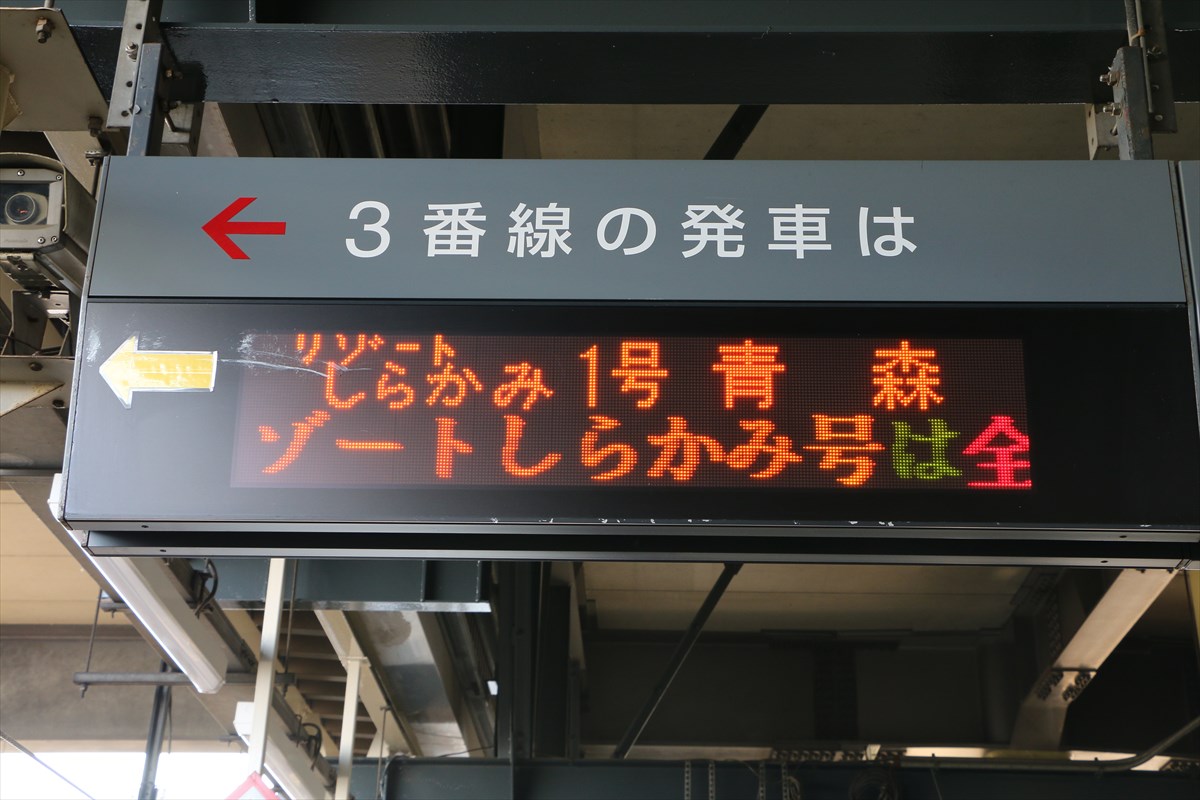 ← 3番線の発車は
リゾートしらかみ 1号 青 森
ゾートしらかみ号は全